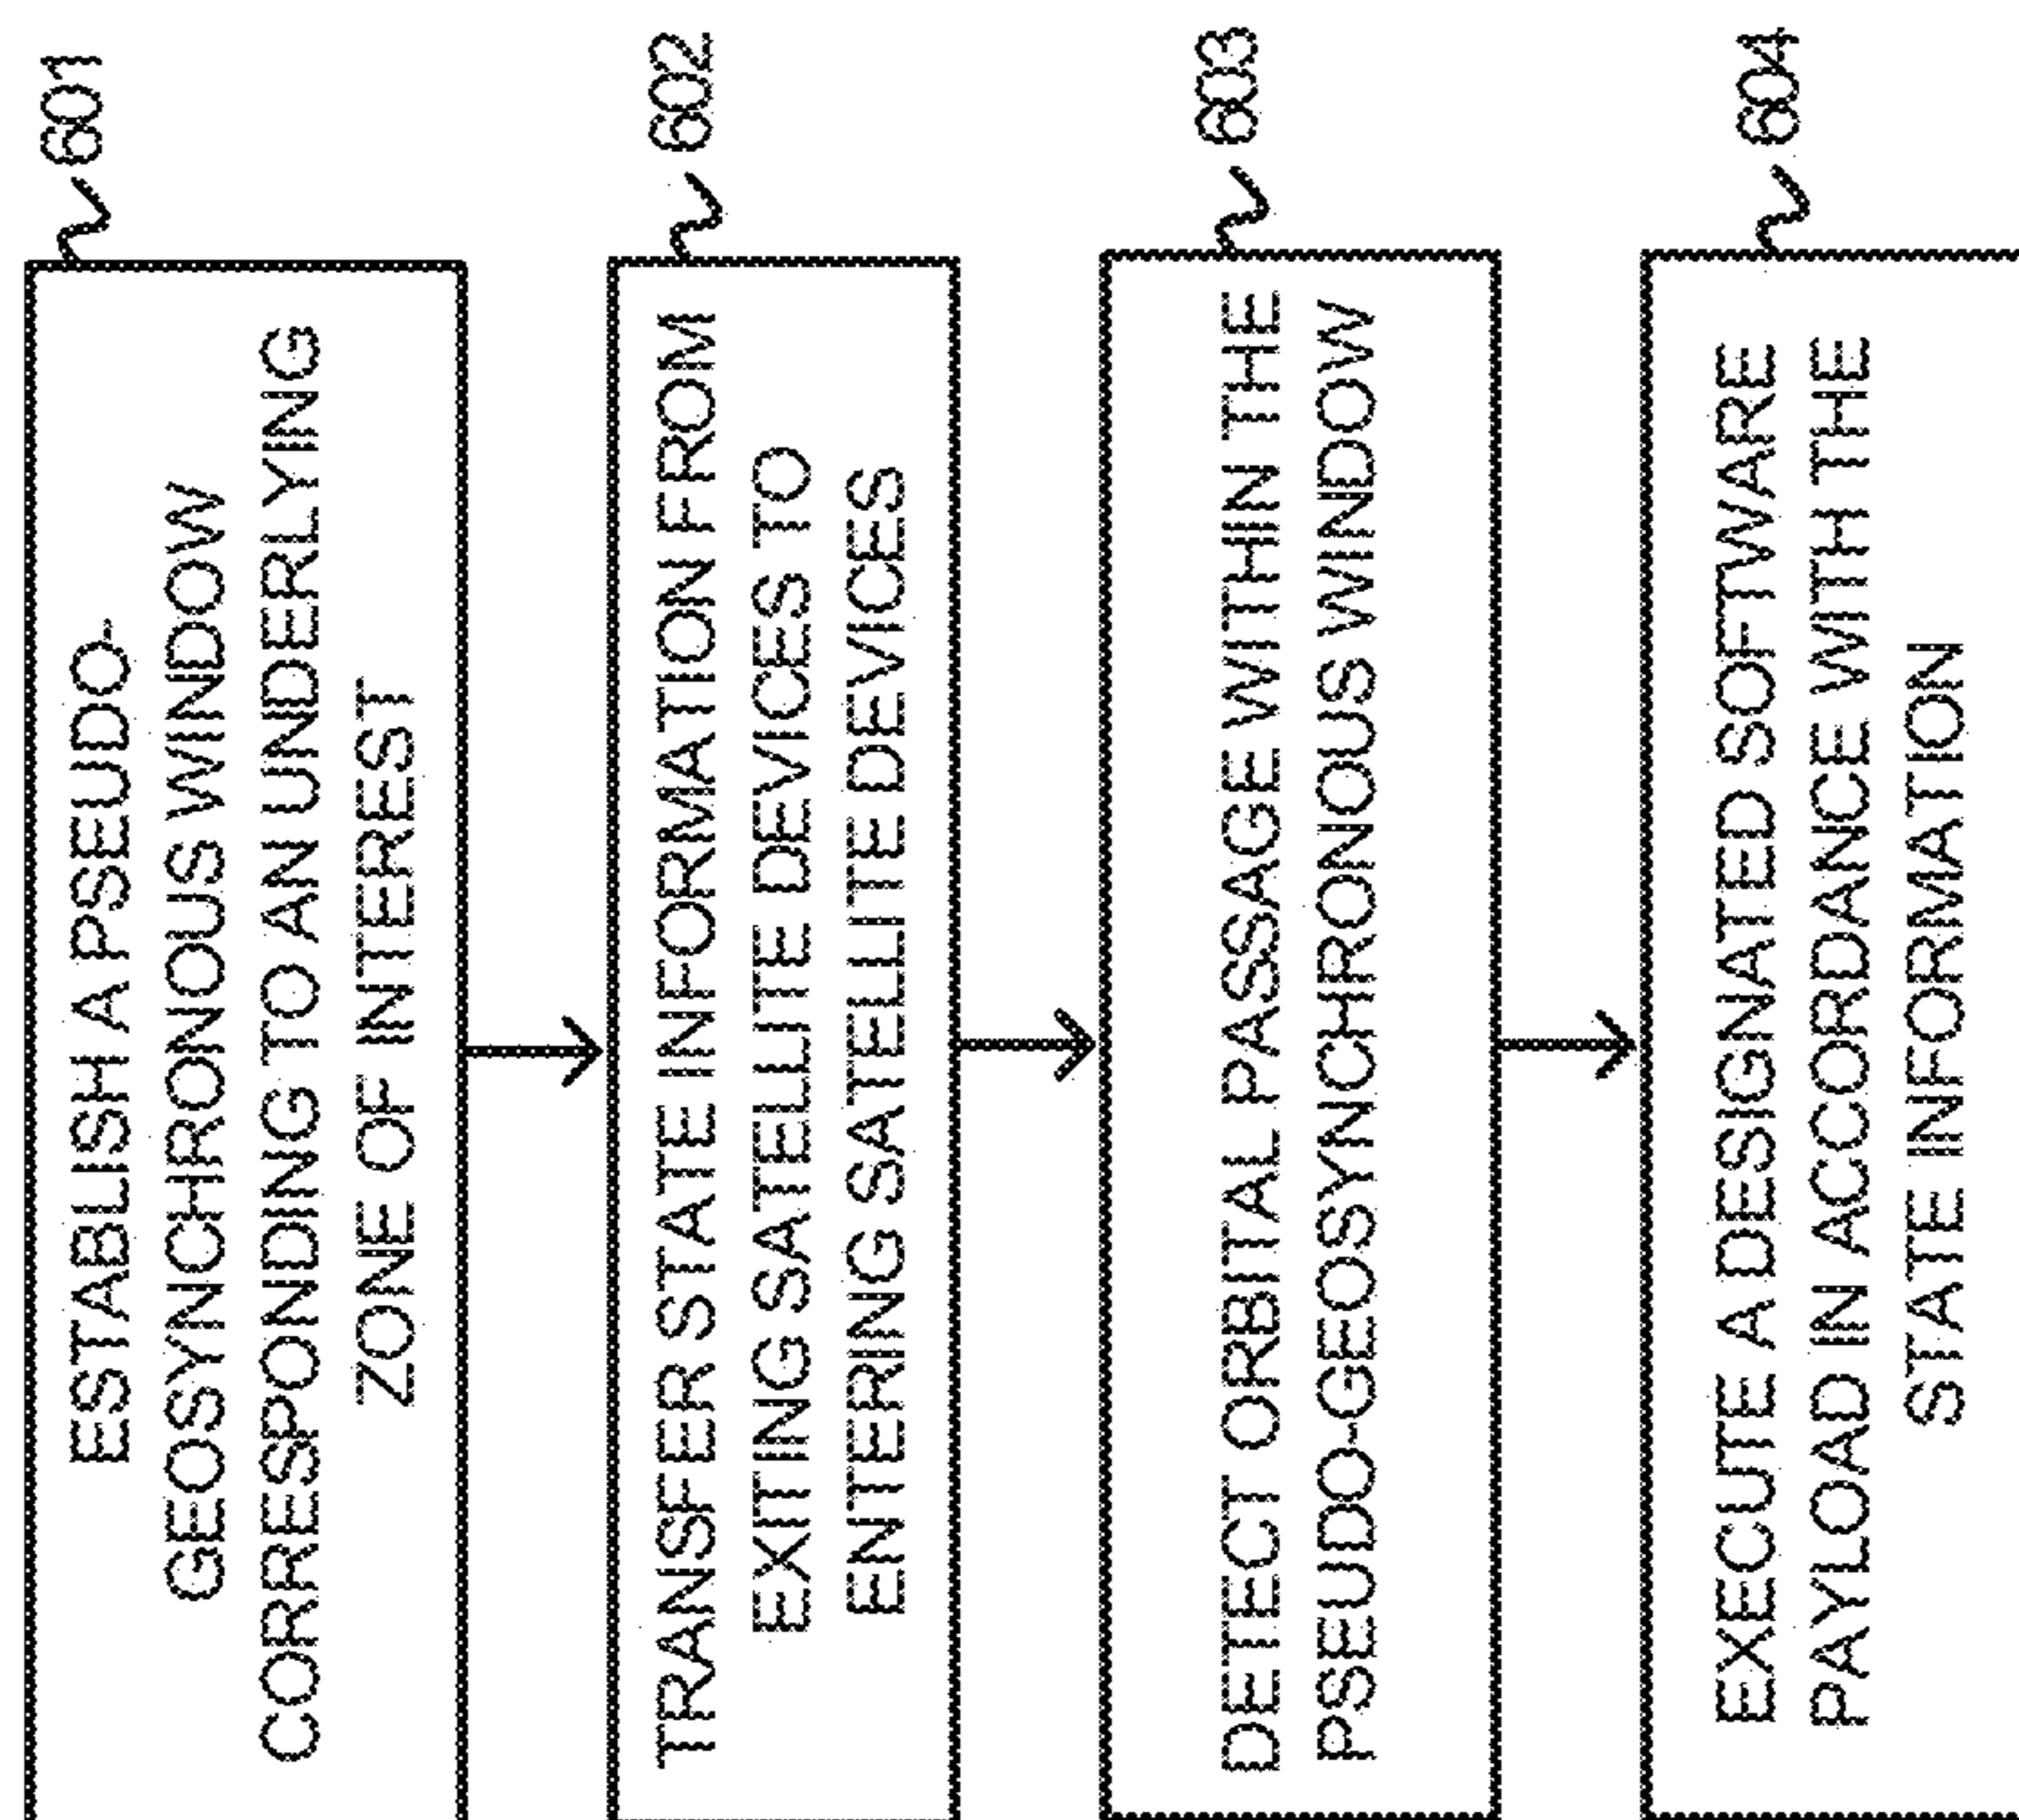 601
ESTABLISH A PSEUDO-
GEOSYNCHRONOUS WINDOW
CORRESPONDING TO AN UNDERLYING
ZONE OF INTEREST
602
TRANSFER STATE INFORMATION FROM
EXITING SATELLITE DEVICES TO
ENTERING SATELLITE DEVICES
603
DETECT ORBITAL PASSAGE WITHIN THE
PSEUDO-GEOSYNCHRONOUS WINDOW
604
EXECUTE A DESIGNATED SOFTWARE
PAYLOAD IN ACCORDANCE WITH THE
STATE INFORMATION